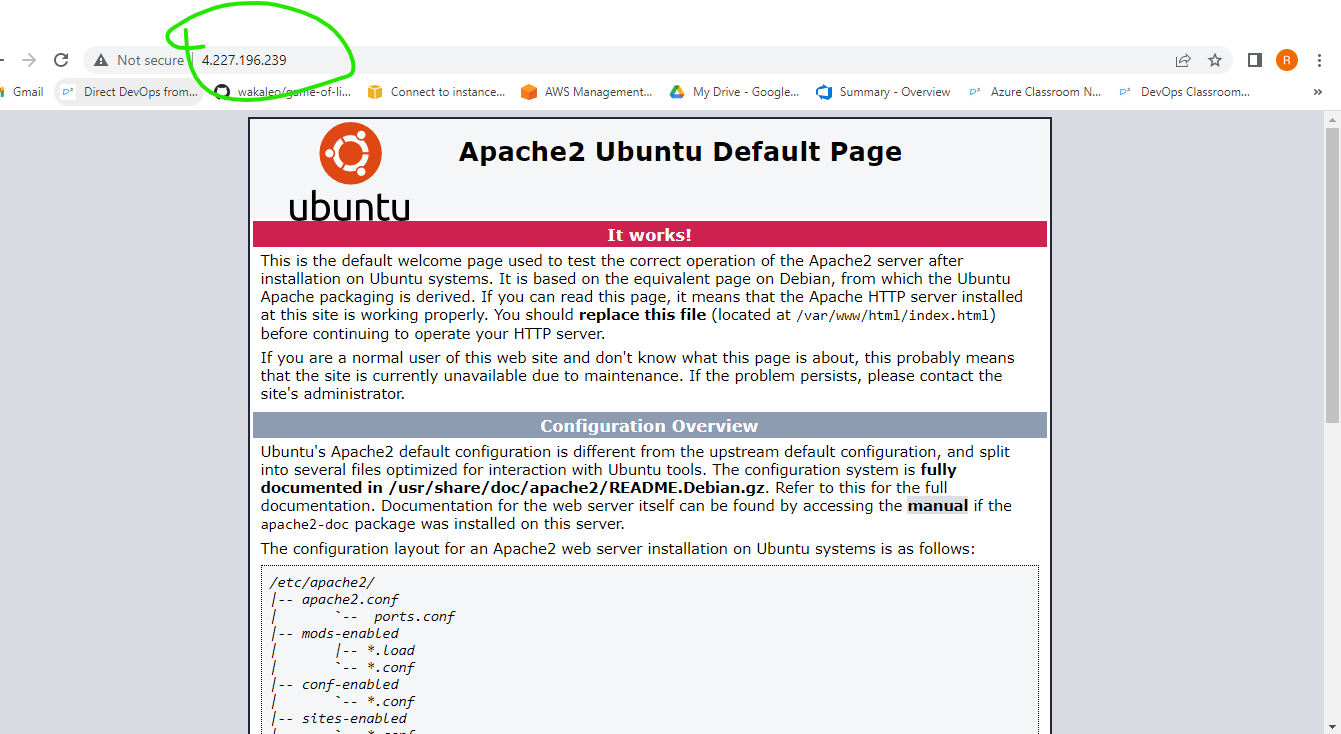 Not secure
4.227.196.239
R
Gmail
Direct DevOps from...
wakaleo/game-of-li...
Connect to instance...
AWS Management...
My Drive - Google...
Summary - Overview
Azure Classroom N...
DevOps Classroom...
»
ubuntu
Apache2 Ubuntu Default Page
It works!
This is the default welcome page used to test the correct operation of the Apache2 server after
installation on Ubuntu systems. It is based on the equivalent page on Debian, from which the Ubuntu
Apache packaging is derived. If you can read this page, it means that the Apache HTTP server installed
at this site is working properly. You should replace this file (located at /var/www/html/index.html)
before continuing to operate your HTTP server.
If you are a normal user of this web site and don't know what this page is about, this probably means
that the site is currently unavailable due to maintenance. If the problem persists, please contact the
site's administrator.
Configuration Overview
Ubuntu's Apache2 default configuration is different from the upstream default configuration, and split
into several files optimized for interaction with Ubuntu tools. The configuration system is fully
documented in /usr/share/doc/apache2/README.Debian.gz. Refer to this for the full
documentation. Documentation for the web server itself can be found by accessing the manual if the
apache2-doc package was installed on this server.
The configuration layout for an Apache2 web server installation on Ubuntu systems is as follows:
/etc/apache2/
|-- apache2.conf
|       `--  ports.conf
|-- mods-enabled
|       |-- *.load
|       `-- *.conf
|-- conf-enabled
|       `-- *.conf
|-- sites-enabled
|       `-- *.conf